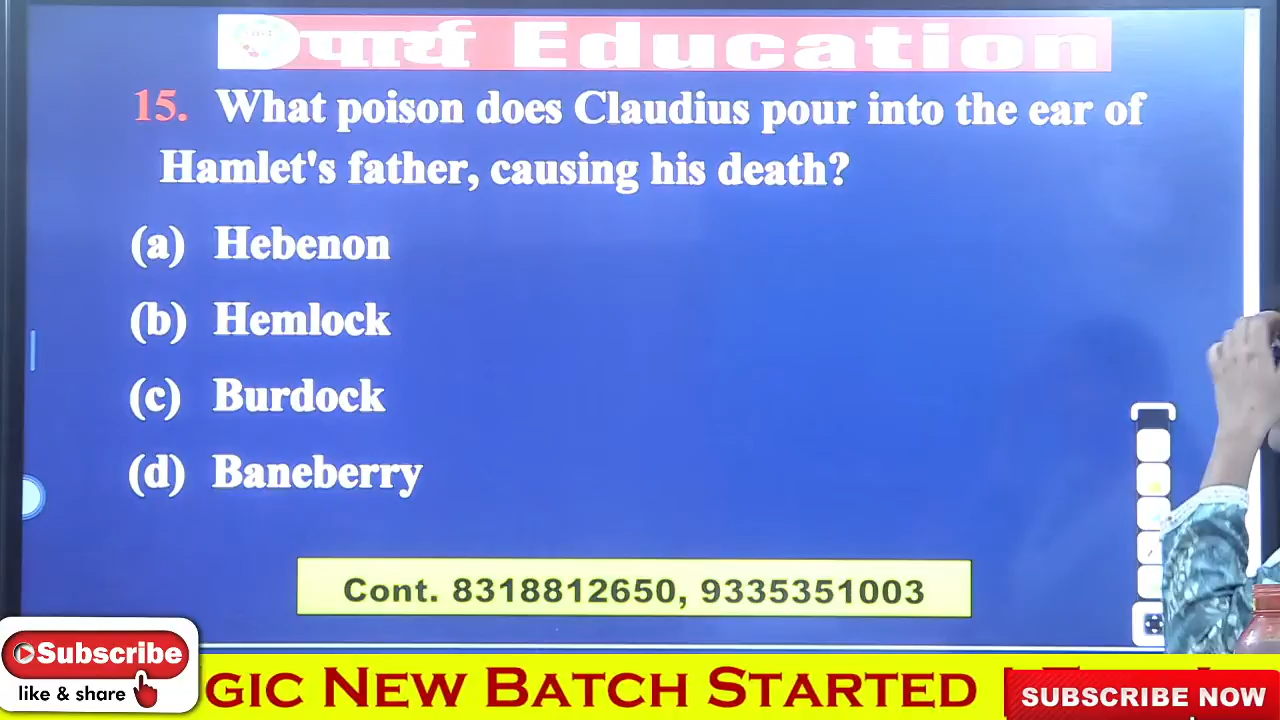 उपार्य Education
15. What poison does Claudius pour into the ear of
Hamlet's father, causing his death?
(a) Hebenon
(b) Hemlock
(c) Burdock
(d) Baneberry
Cont. 8318812650, 9335351003
Subscribe
like & share
GIC NEW BATCH STARTED
SUBSCRIBE NOW